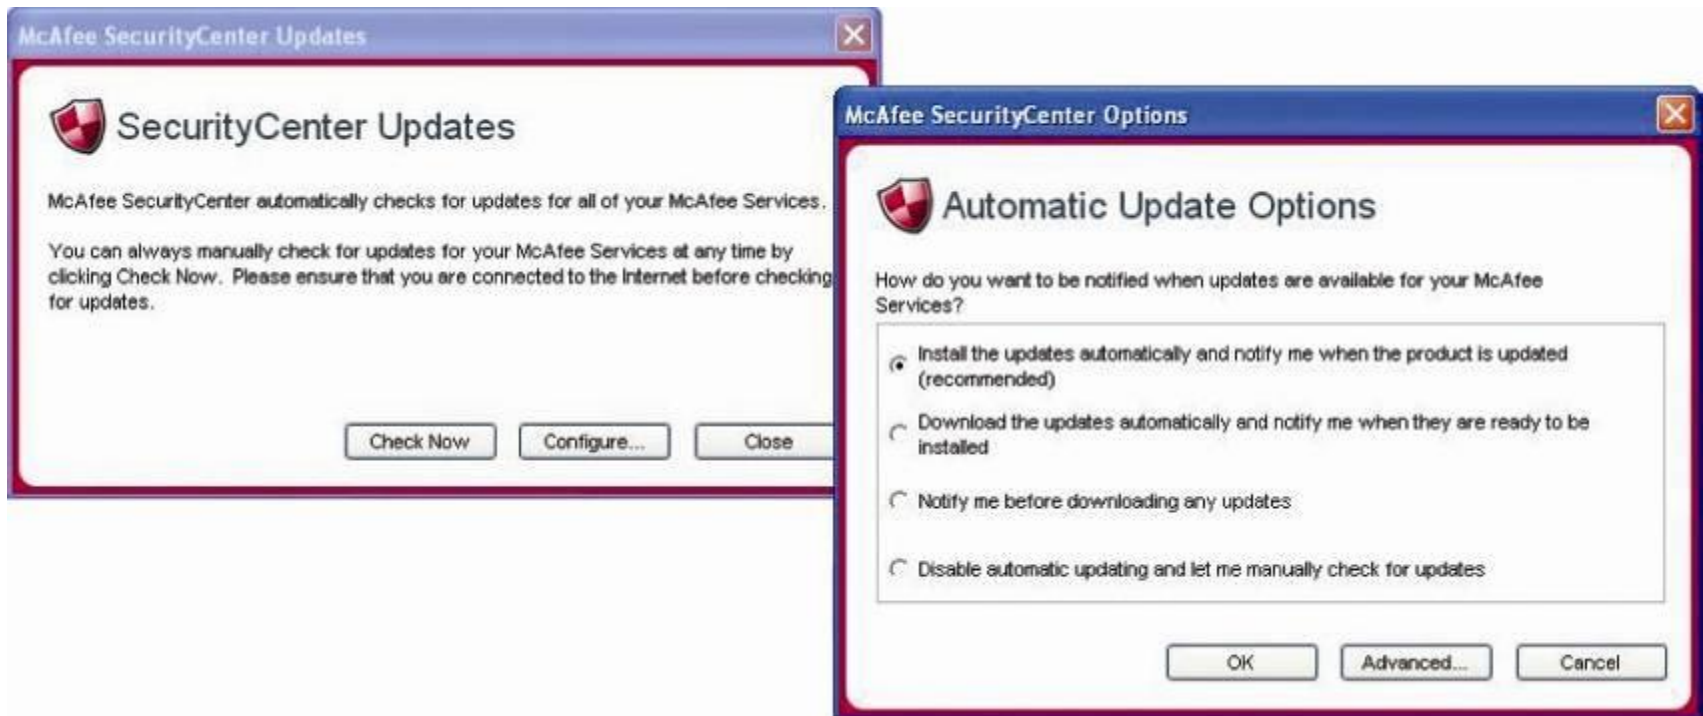 McAfee SecurityCenter Updates
SecurityCenter Updates
McAfee SecurityCenter automatically checks for updates for all of your McAfee Services.
You can always manually check for updates for your McAfee Services at any time by
clicking Check Now. Please ensure that you are connected to the Internet before checking
for updates.
Check Now Configure... Close
McAfee SecurityCenter Options
Automatic Update Options
How do you want to be notified when updates are available for your McAfee
Services?
Install the updates automatically and notify me when the product is updated
(recommended)
Download the updates automatically and notify me when they are ready to be
installed
Notify me before downloading any updates
Disable automatic updating and let me manually check for updates
OK Advanced... Cancel